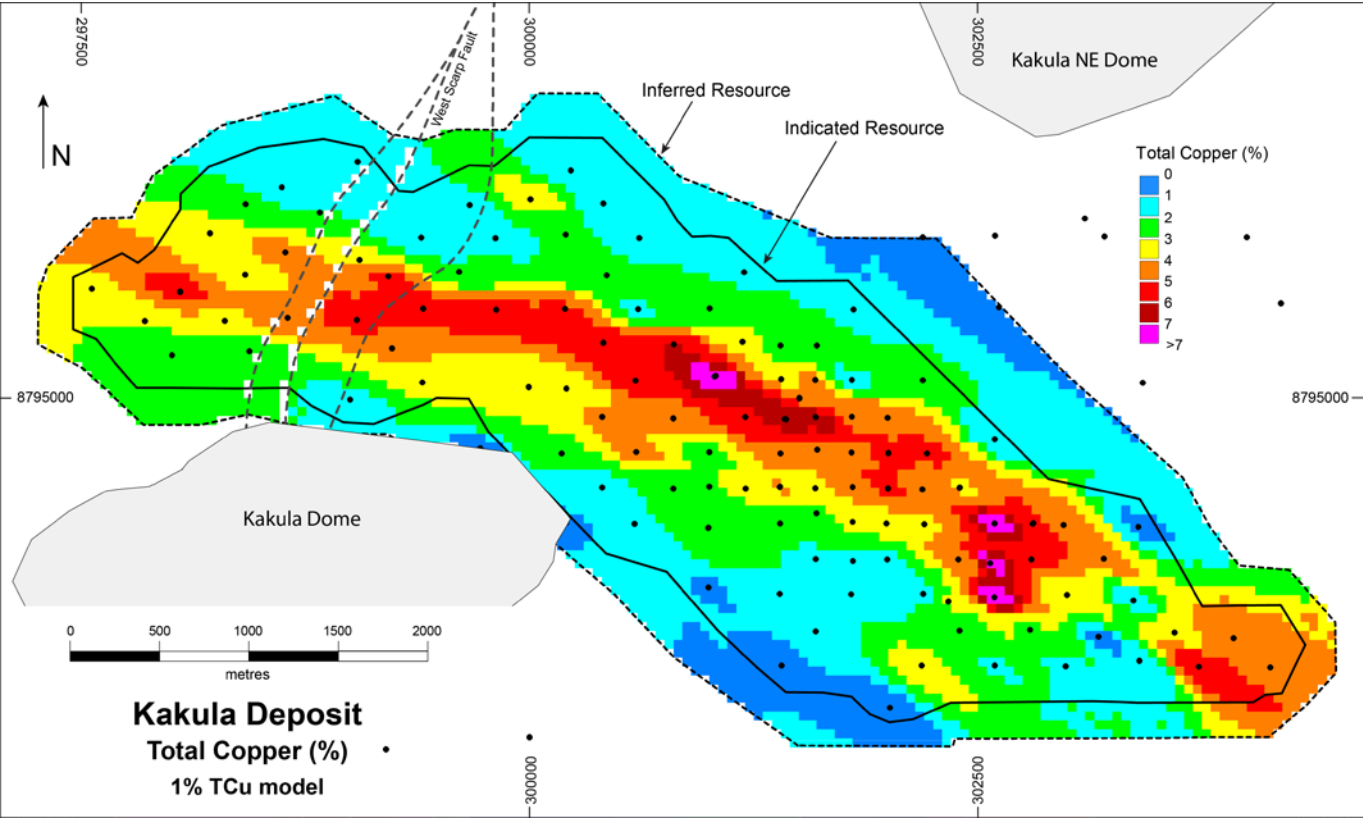 297500
300000
302500
Kakula NE Dome
West Scarp Fault
Inferred Resource
Indicated Resource
N
Total Copper (%)
0
1
2
3
4
5
6
7
>7
8795000
8795000
Kakula Dome
0 500 1000 1500 2000
metres
Kakula Deposit
Total Copper (%)
1% TCu model
300000
302500